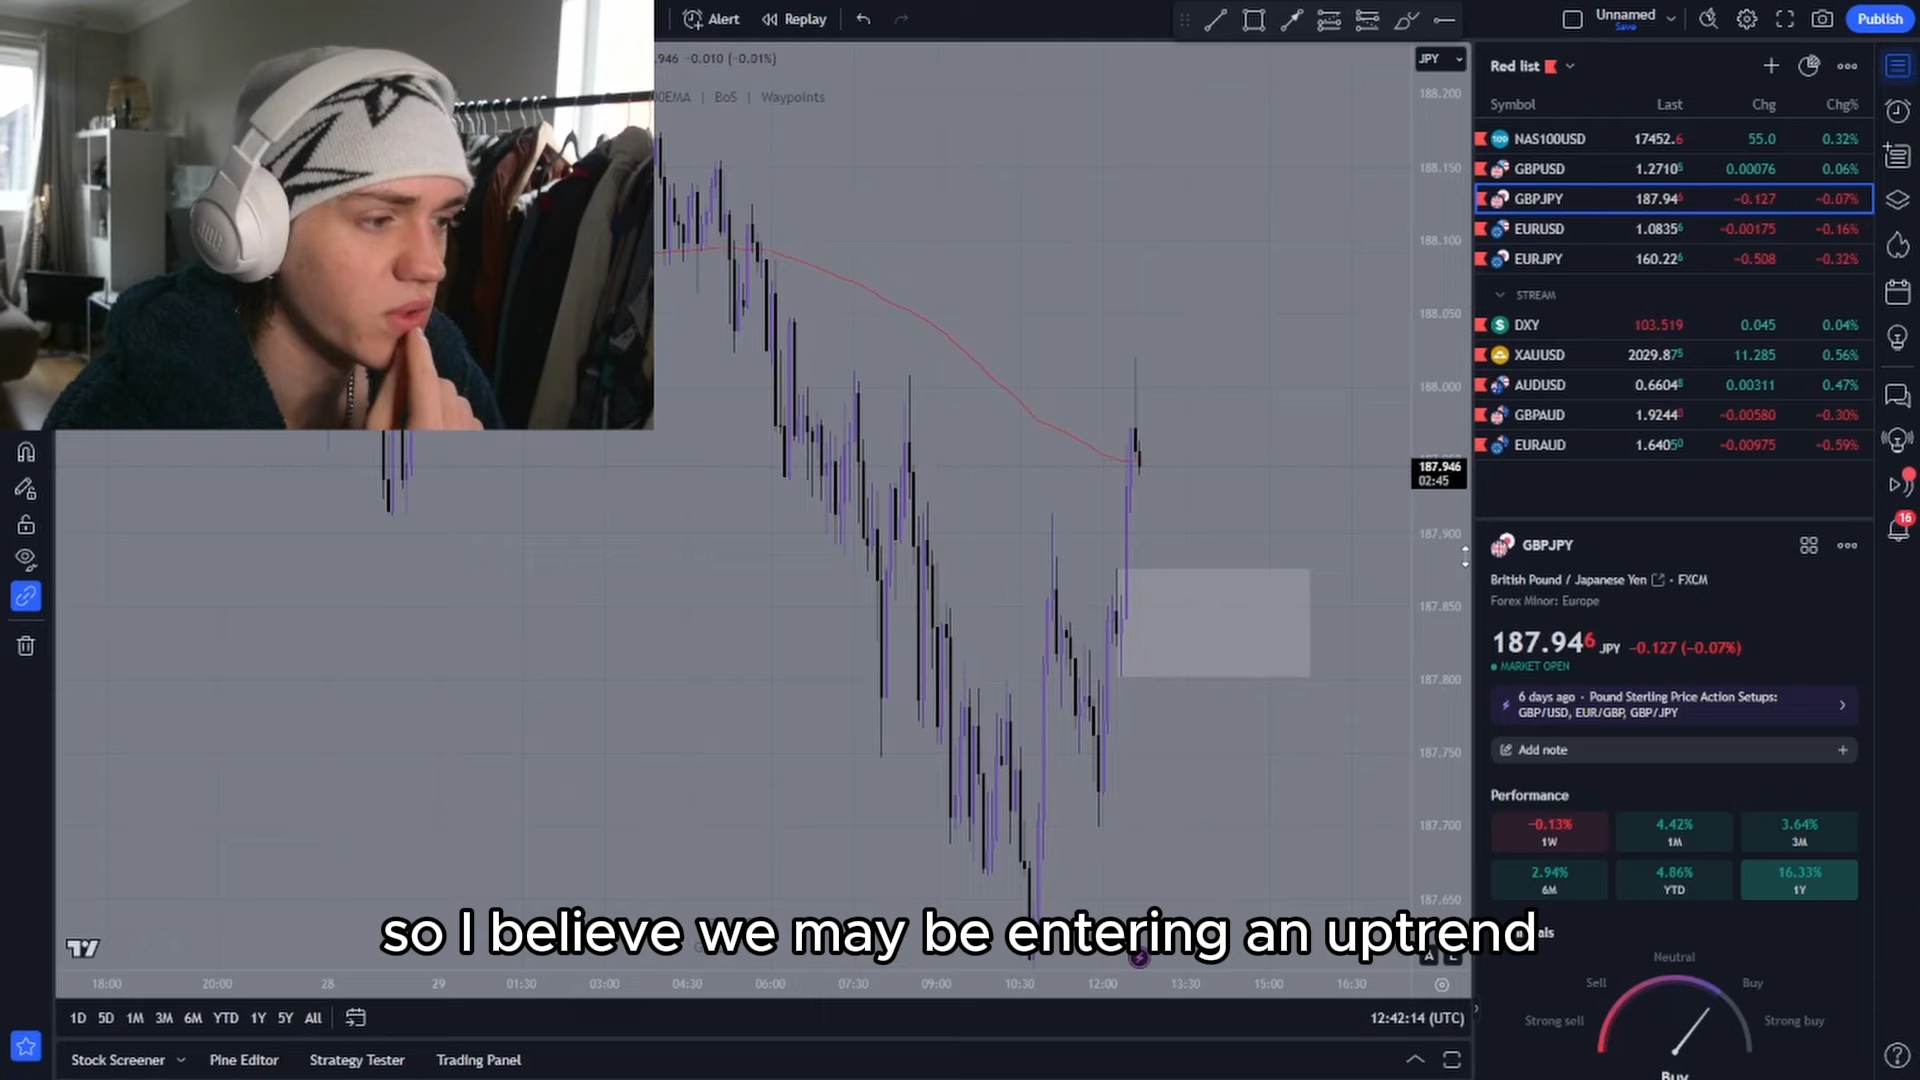 Alert
Replay
Unnamed
Save
Publish
.946 -0.010 (-0.01%)
JPY
00EMA | BoS | Waypoints
188.200
188.150
188.100
188.050
188.000
187.946
02:45
187.900
187.850
187.800
187.750
187.700
187.650
Red list
Symbol Last Chg Chg%
NAS100USD 17452.6 55.0 0.32%
GBPUSD 1.27105 0.00076 0.06%
GBPJPY 187.946 -0.127 -0.07%
EURUSD 1.08356 -0.00175 -0.16%
EURJPY 160.226 -0.508 -0.32%
STREAM
DXY 103.519 0.045 0.04%
XAUUSD 2029.875 11.285 0.56%
AUDUSD 0.66048 0.00311 0.47%
GBPAUD 1.92440 -0.00580 -0.30%
EURAUD 1.64050 -0.00975 -0.59%
16
GBPJPY
British Pound / Japanese Yen • FXCM
Forex Minor: Europe
187.946 JPY -0.127 (-0.07%)
MARKET OPEN
6 days ago • Pound Sterling Price Action Setups:
GBP/USD, EUR/GBP, GBP/JPY
Add note
Performance
-0.13% 4.42% 3.64%
1W 1M 3M
2.94% 4.86% 16.33%
6M YTD 1Y
so I believe we may be entering an uptrend
als
Neutral
Sell Buy
Strong sell Strong buy
Buy
18:00 20:00 28 29 01:30 03:00 04:30 06:00 07:30 09:00 10:30 12:00 13:30 15:00 16:30
1D 5D 1M 3M 6M YTD 1Y 5Y All
12:42:14 (UTC)
Stock Screener Pine Editor Strategy Tester Trading Panel